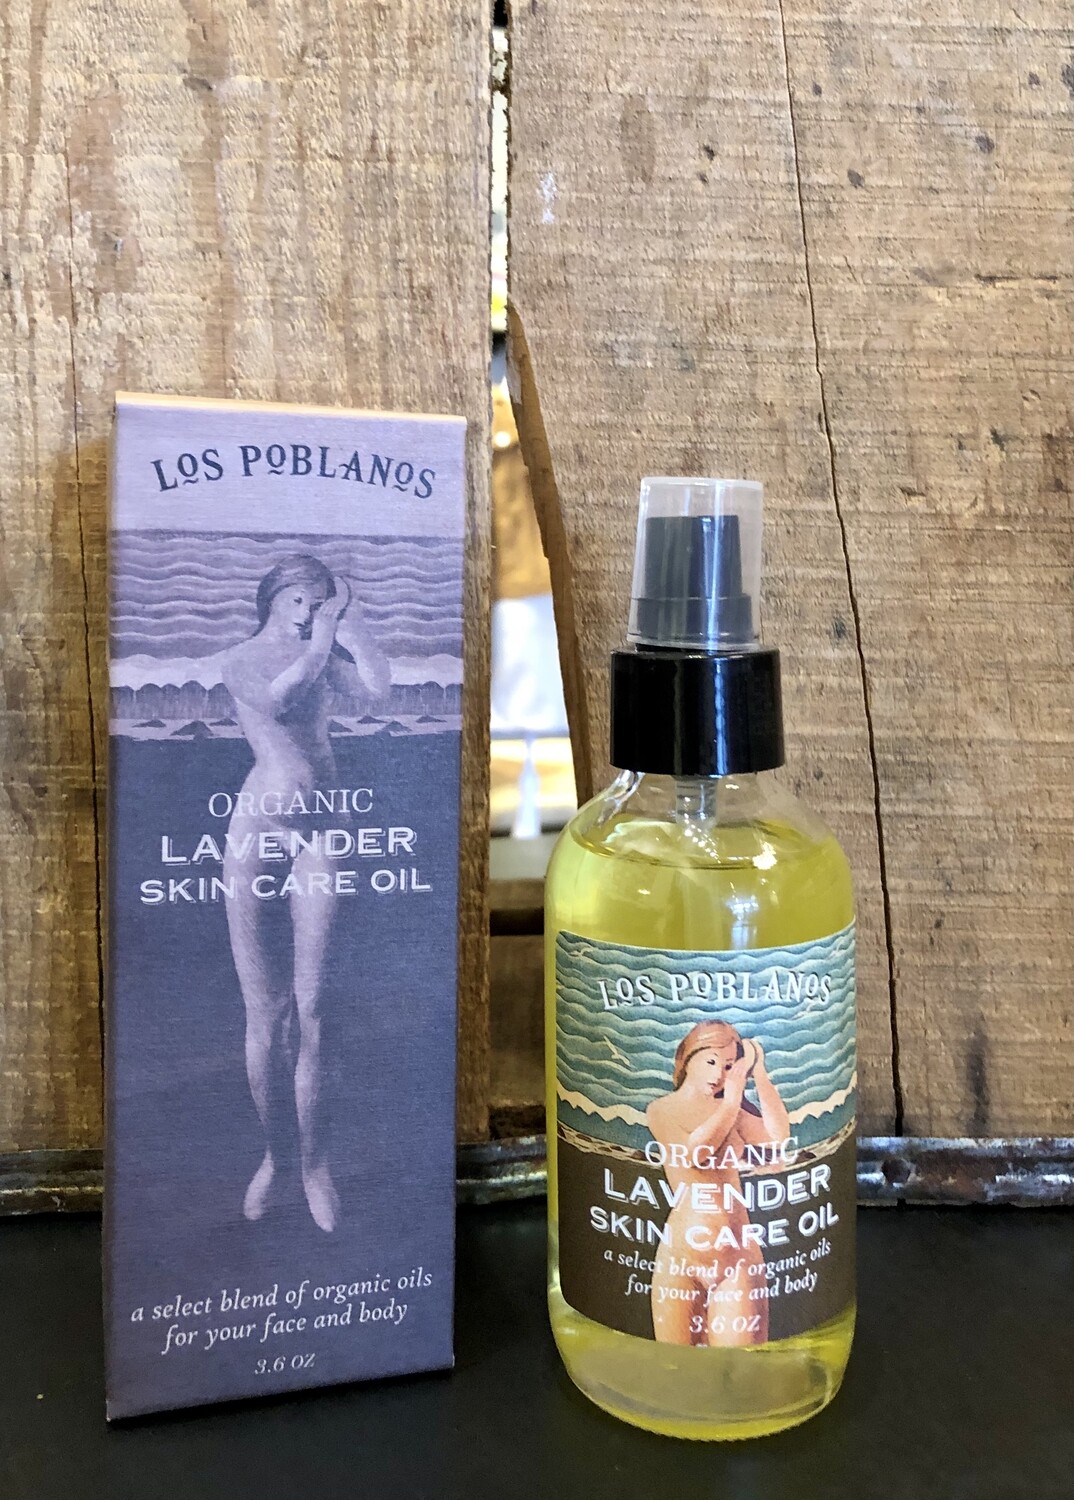 LOS POBLANOS
ORGANIC
LAVENDER
SKIN CARE OIL
a select blend of organic oils
for your face and body
3.6 OZ
LOS POBLANOS
ORGANIC
LAVENDER
SKIN CARE OIL
a select blend of organic oils
for your face and body
3.6 OZ